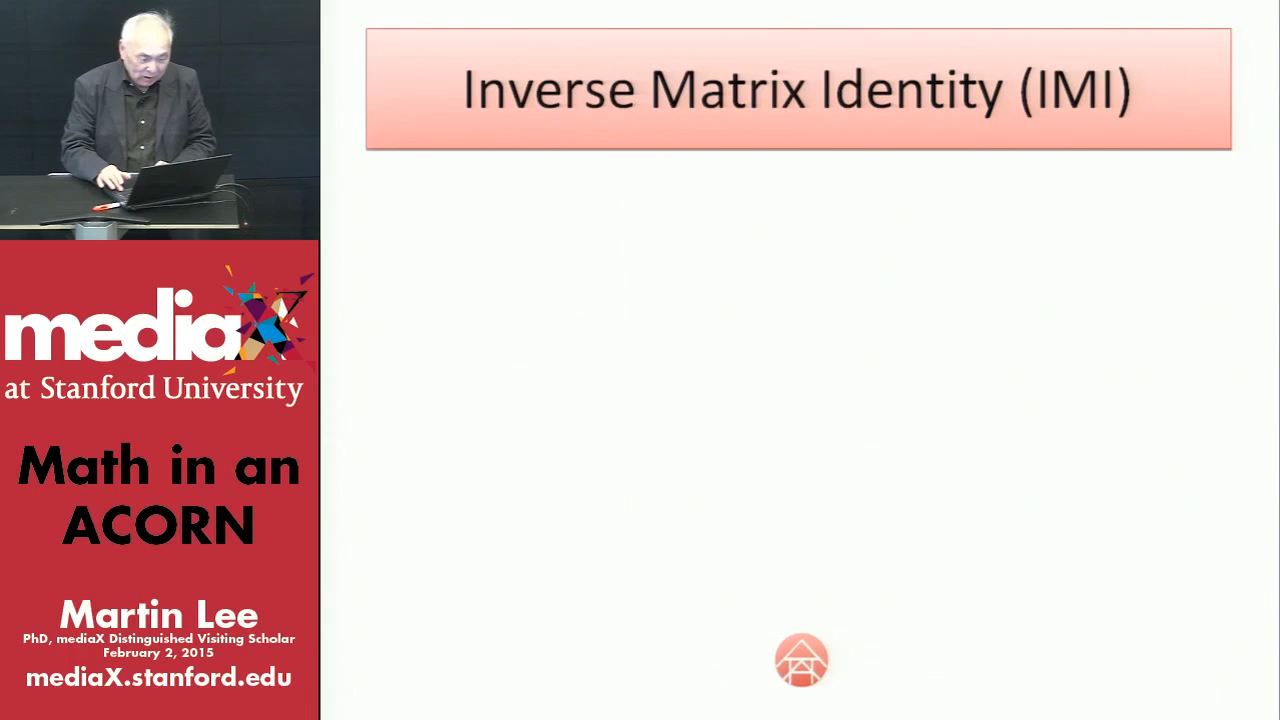 Inverse Matrix Identity (IMI)
mediaX
at Stanford University
Math in an
ACORN
Martin Lee
PhD, mediaX Distinguished Visiting Scholar
February 2, 2015
mediaX.stanford.edu